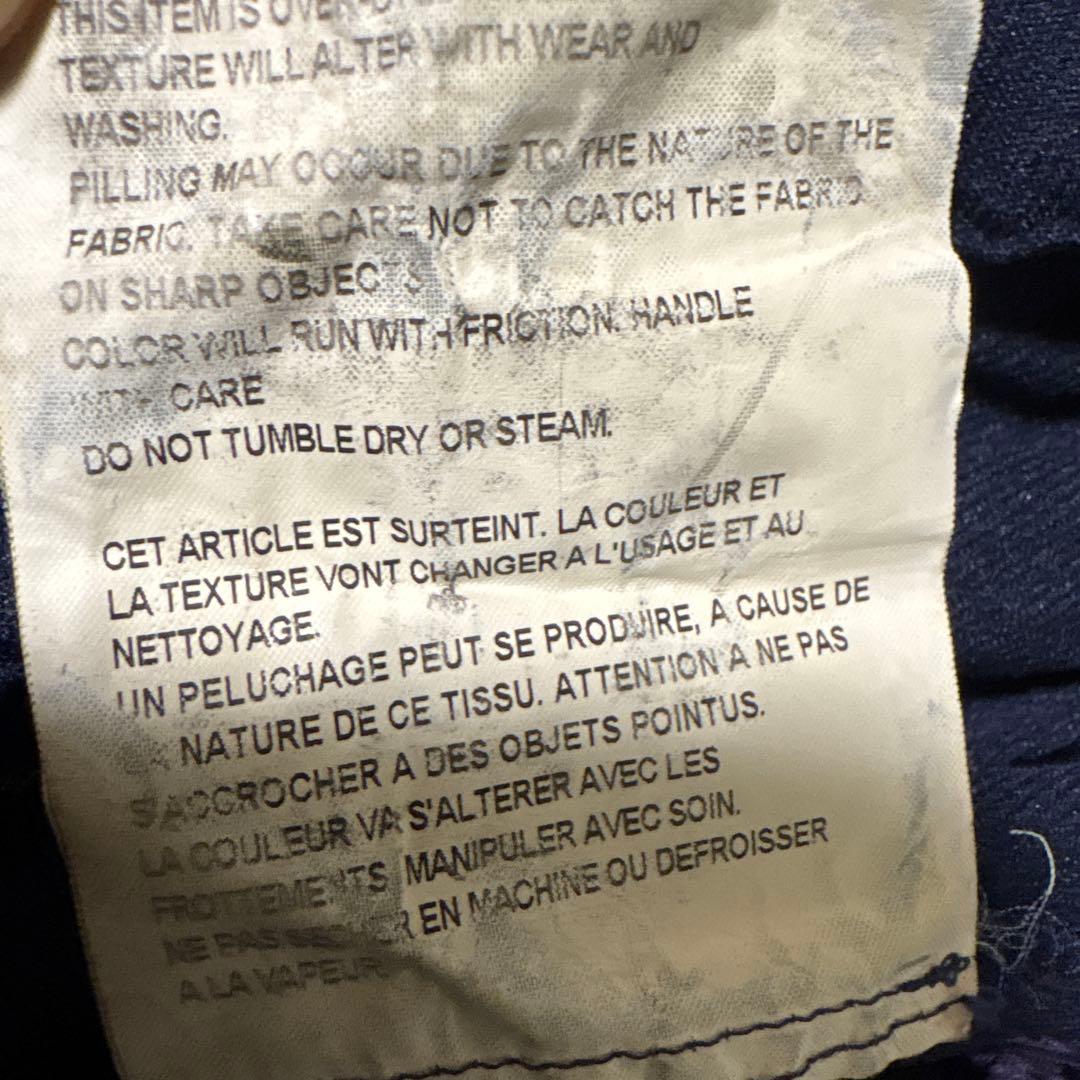 THIS ITEM IS OVER-D
TEXTURE WILL ALTER WITH WEAR AND
WASHING.
PILLING MAY OCCUR DUE TO THE NATURE OF THE
FABRIC. TAKE CARE NOT TO CATCH THE FABRIC
ON SHARP OBJECTS
COLOR WILL RUN WITH FRICTION. HANDLE
WITH CARE
DO NOT TUMBLE DRY OR STEAM.
CET ARTICLE EST SURTEINT. LA COULEUR ET
LA TEXTURE VONT CHANGER A L'USAGE ET AU
NETTOYAGE.
UN PELUCHAGE PEUT SE PRODUIRE, A CAUSE DE
LA NATURE DE CE TISSU. ATTENTION A NE PAS
S'ACCROCHER A DES OBJETS POINTUS.
LA COULEUR VA S'ALTERER AVEC LES
FROTTEMENTS MANIPULER AVEC SOIN.
NE PAS SECHER EN MACHINE OU DEFROISSER
A LA VAPEUR